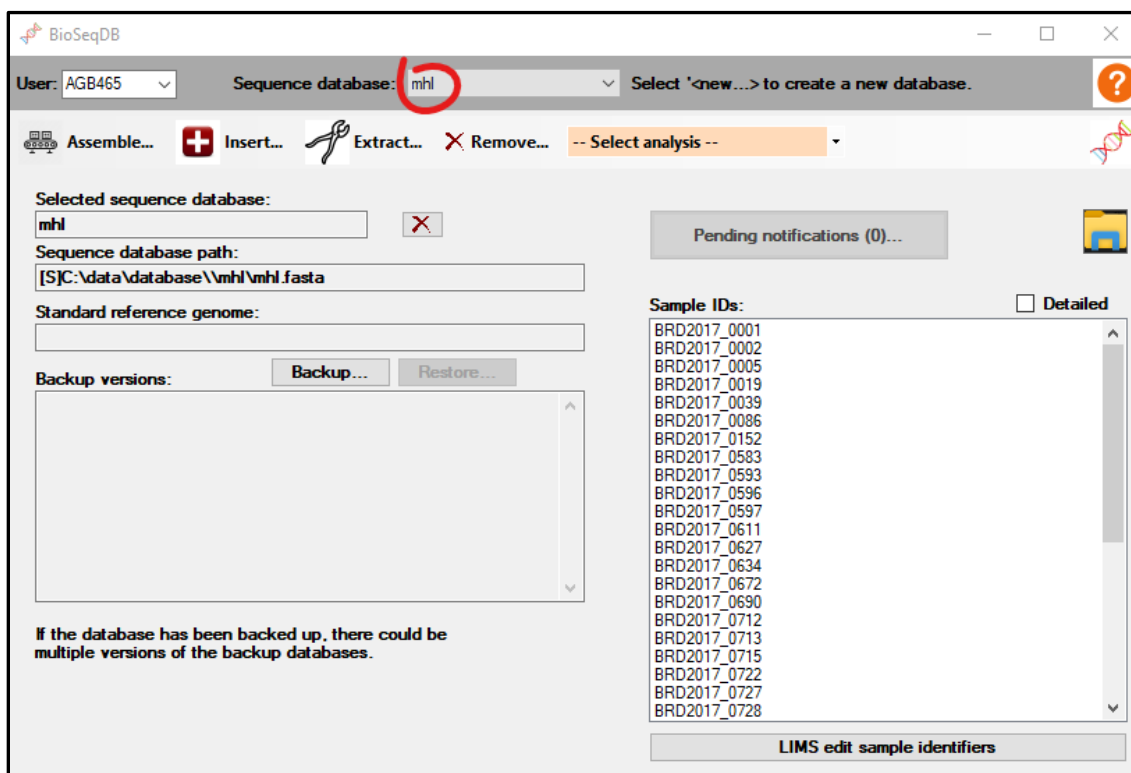 BioSeqDB
User: AGB465 Sequence database: mhl Select '<new...> to create a new database.
Assemble... Insert... Extract... Remove... -- Select analysis --
Selected sequence database:
mhl
Sequence database path:
[S]C:\data\database\\mhl\mhl.fasta
Standard reference genome:
Backup versions: Backup... Restore...
If the database has been backed up, there could be
multiple versions of the backup databases.
Pending notifications (0)...
Sample IDs: Detailed
BRD2017_0001
BRD2017_0002
BRD2017_0005
BRD2017_0019
BRD2017_0039
BRD2017_0086
BRD2017_0152
BRD2017_0583
BRD2017_0593
BRD2017_0596
BRD2017_0597
BRD2017_0611
BRD2017_0627
BRD2017_0634
BRD2017_0672
BRD2017_0690
BRD2017_0712
BRD2017_0713
BRD2017_0715
BRD2017_0722
BRD2017_0727
BRD2017_0728
LIMS edit sample identifiers